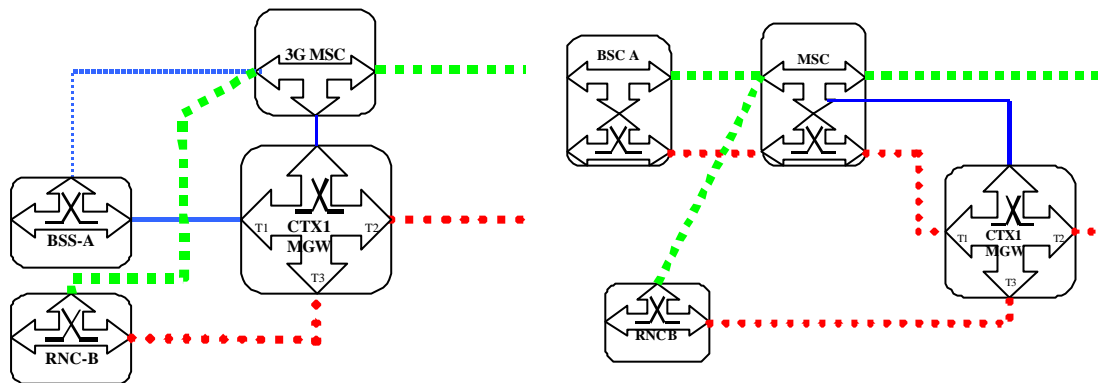 3G MSC
BSS-A
T1
CTX1
MGW
T2
T3
RNC-B
BSC A
MSC
T1
CTX1
MGW
T2
T3
RNCB